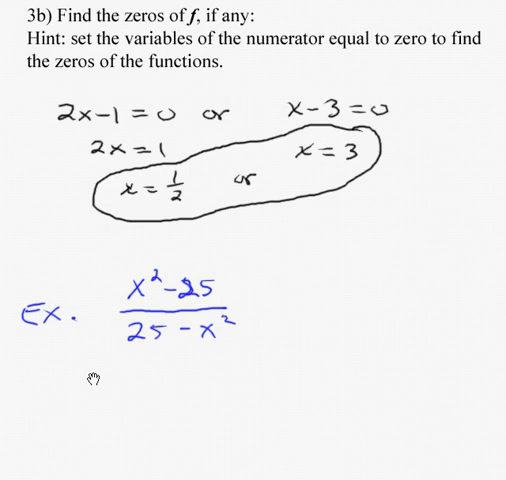 3b) Find the zeros of f, if any:
Hint: set the variables of the numerator equal to zero to find
the zeros of the functions.
2x-1=0 or x-3=0
2x=1
x=3
x=1/2 or
x²-25
Ex.
25-x²